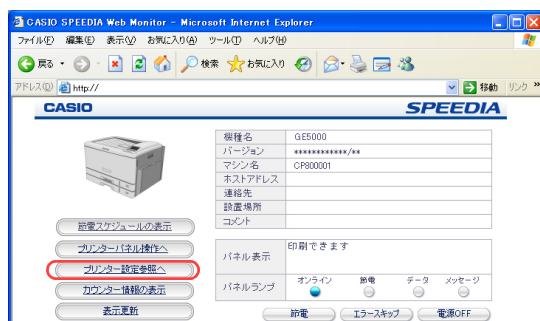 CASIO SPEEDIA Web Monitor - Microsoft Internet Explorer
ファイル(F) 編集(E) 表示(V) お気に入り(A) ツール(T) ヘルプ(H)
戻る 検索 お気に入り
アドレス(D) http:// 移動 リンク »
CASIO SPEEDIA
機種名 GE5000
バージョン ************/**
マシン名 CP800001
ホストアドレス
連絡先
設置場所
コメント
節電スケジュールの表示
プリンターパネル操作へ
プリンター設定参照へ
カウンター情報の表示
表示更新
パネル表示 印刷できます
パネルランプ オンライン 節電 データ メッセージ
節電 エラースキップ 電源OFF